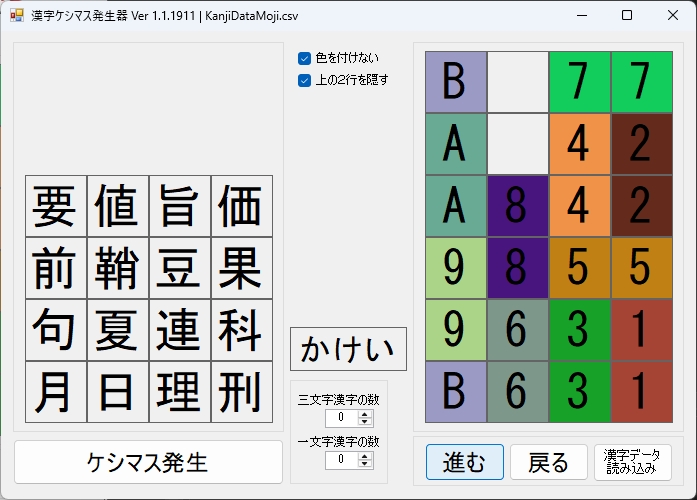 漢字ケシマス発生器 Ver 1.1.1911 | KanjiDataMoji.csv
色を付けない
上の2行を隠す
要 値 旨 価
前 鞘 豆 果
句 夏 連 科
月 日 理 刑
かけい
三文字漢字の数
0
一文字漢字の数
0
ケシマス発生
B 7 7
A 4 2
A 8 4 2
9 8 5 5
9 6 3 1
B 6 3 1
進む
戻る
漢字データ
読み込み